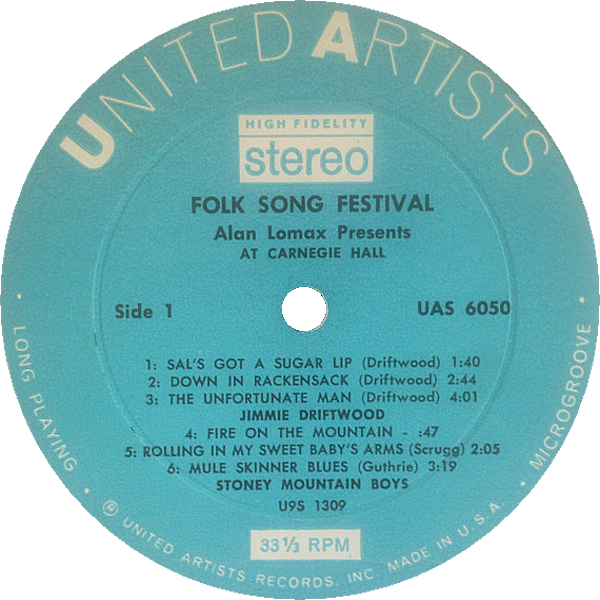 UNITED ARTISTS
HIGH FIDELITY
stereo
FOLK SONG FESTIVAL
Alan Lomax Presents
AT CARNEGIE HALL
Side 1
UAS 6050
1: SAL'S GOT A SUGAR LIP (Driftwood) 1:40
2: DOWN IN RACKENSACK (Driftwood) 2:44
3: THE UNFORTUNATE MAN (Driftwood) 4:01
JIMMIE DRIFTWOOD
4: FIRE ON THE MOUNTAIN - :47
5: ROLLING IN MY SWEET BABY'S ARMS (Scrugg) 2:05
6: MULE SKINNER BLUES (Guthrie) 3:19
STONEY MOUNTAIN BOYS
U9S 1309
33⅓ RPM
• LONG PLAYING • ® UNITED ARTISTS RECORDS, INC. MADE IN U.S.A. • MICROGROOVE •